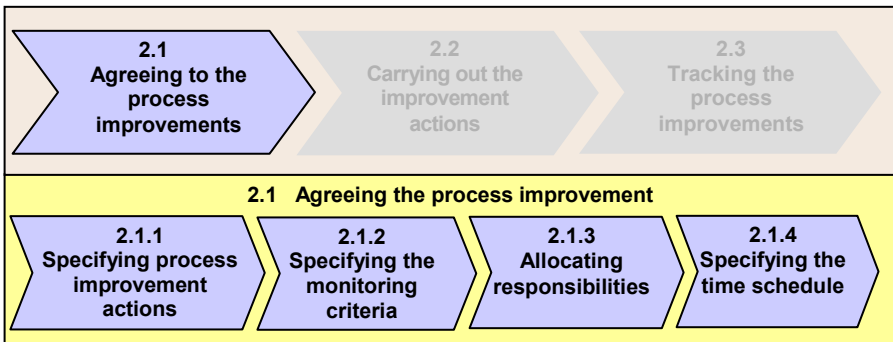 2.1
Agreeing to the
process
improvements
2.2
Carrying out the
improvement
actions
2.3
Tracking the
process
improvements
2.1 Agreeing the process improvement
2.1.1
Specifying process
improvement
actions
2.1.2
Specifying the
monitoring
criteria
2.1.3
Allocating
responsibilities
2.1.4
Specifying the
time schedule